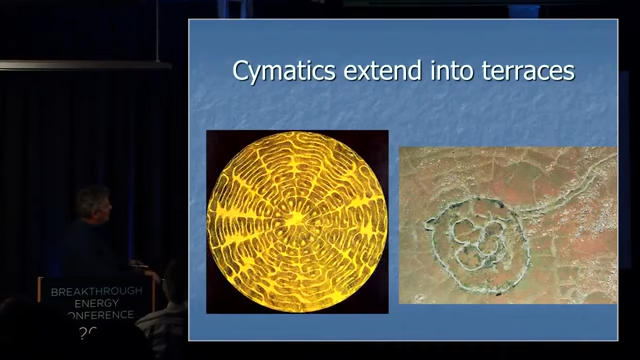 Cymatics extend into terraces
BREAKTHROUGH
ENERGY
CONFERENCE